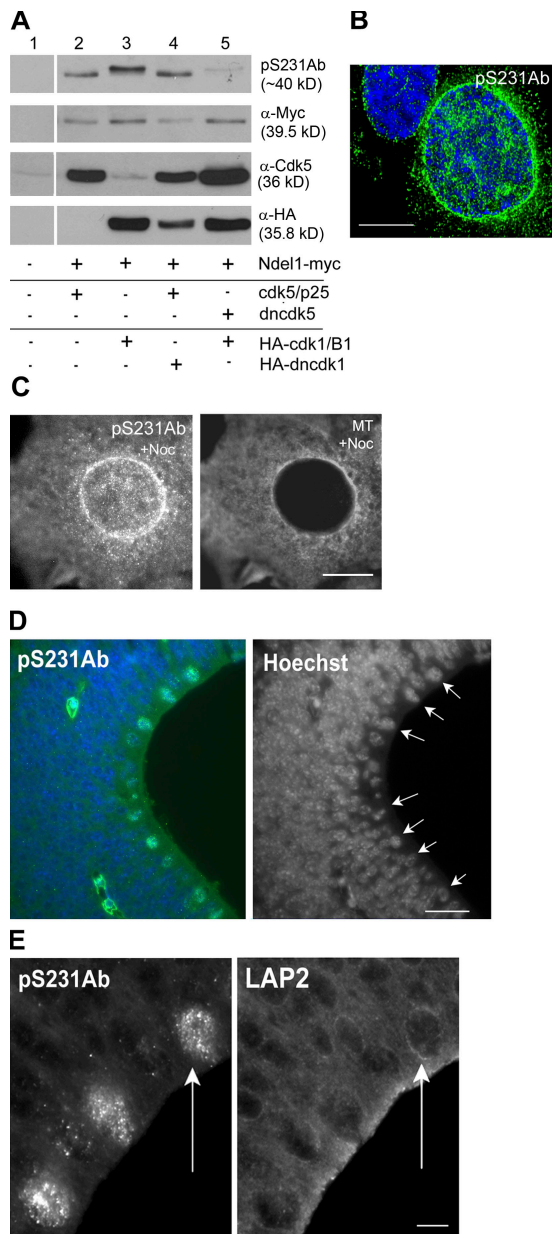 A
1 2 3 4 5
pS231Ab
(~40 kD)
α-Myc
(39.5 kD)
α-Cdk5
(36 kD)
α-HA
(35.8 kD)
- + + + + Ndel1-myc
- + - + - cdk5/p25
- - - - + dncdk5
- - + - + HA-cdk1/B1
- - - + - HA-dncdk1
B
pS231Ab
C
pS231Ab
+Noc
MT
+Noc
D
pS231Ab
Hoechst
E
pS231Ab
LAP2